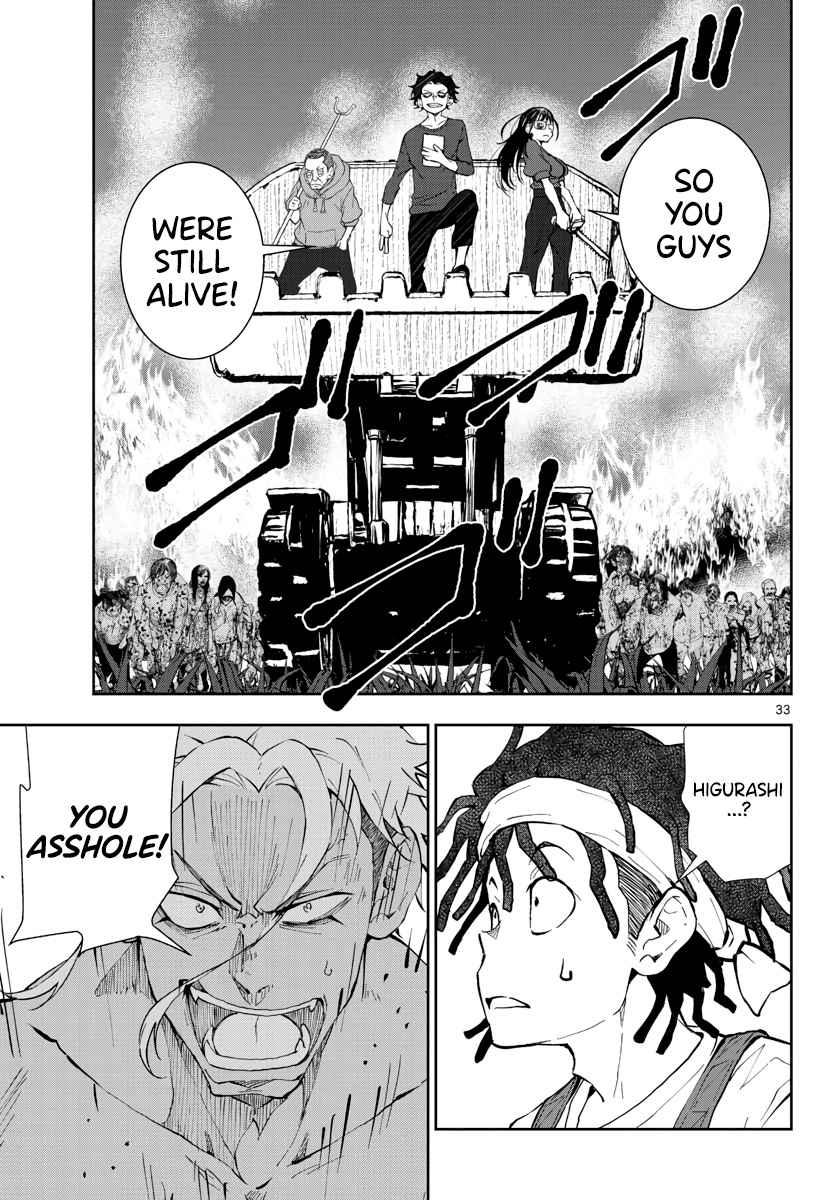 SO
YOU
GUYS
WERE
STILL
ALIVE!
ゴゴゴゴ
33
HIGURASHI
...?
YOU
ASSHOLE!